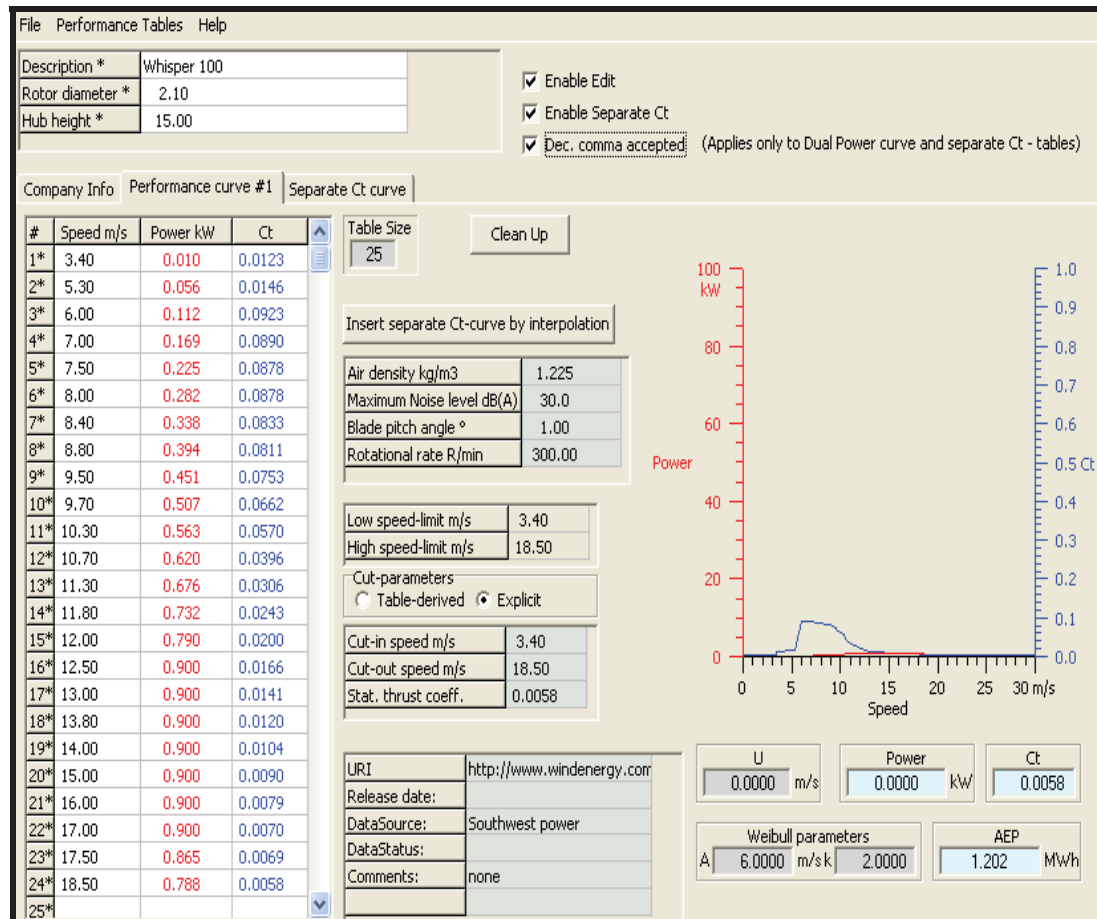 File Performance Tables Help
Description * Whisper 100
Rotor diameter * 2.10
Hub height * 15.00
Enable Edit
Enable Separate Ct
Dec. comma accepted (Applies only to Dual Power curve and separate Ct - tables)
Company Info Performance curve #1 Separate Ct curve
# Speed m/s Power kW Ct
1* 3.40 0.010 0.0123
2* 5.30 0.056 0.0146
3* 6.00 0.112 0.0923
4* 7.00 0.169 0.0890
5* 7.50 0.225 0.0878
6* 8.00 0.282 0.0878
7* 8.40 0.338 0.0833
8* 8.80 0.394 0.0811
9* 9.50 0.451 0.0753
10* 9.70 0.507 0.0662
11* 10.30 0.563 0.0570
12* 10.70 0.620 0.0396
13* 11.30 0.676 0.0306
14* 11.80 0.732 0.0243
15* 12.00 0.790 0.0200
16* 12.50 0.900 0.0166
17* 13.00 0.900 0.0141
18* 13.80 0.900 0.0120
19* 14.00 0.900 0.0104
20* 15.00 0.900 0.0090
21* 16.00 0.900 0.0079
22* 17.00 0.900 0.0070
23* 17.50 0.865 0.0069
24* 18.50 0.788 0.0058
25*
Table Size
25
Clean Up
Insert separate Ct-curve by interpolation
Air density kg/m3 1.225
Maximum Noise level dB(A) 30.0
Blade pitch angle ° 1.00
Rotational rate R/min 300.00
Low speed-limit m/s 3.40
High speed-limit m/s 18.50
Cut-parameters
Table-derived Explicit
Cut-in speed m/s 3.40
Cut-out speed m/s 18.50
Stat. thrust coeff. 0.0058
URI http://www.windenergy.com
Release date:
DataSource: Southwest power
DataStatus:
Comments: none
100 1.0
kW
0.9
80 0.8
0.7
60 0.6
Power 0.5 Ct
40 0.4
0.3
20 0.2
0.1
0 0.0
0 5 10 15 20 25 30 m/s
Speed
U Power Ct
0.0000 m/s 0.0000 kW 0.0058
Weibull parameters AEP
A 6.0000 m/s k 2.0000 1.202 MWh